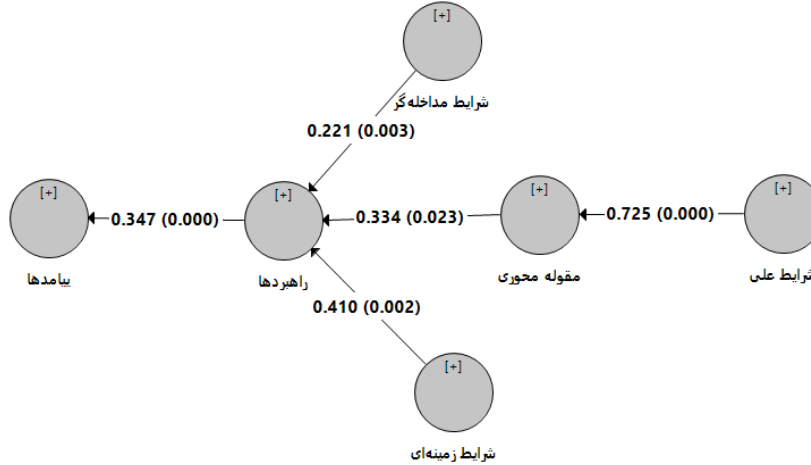 [+]
شرایط مداخله‌گر
0.221 (0.003)
[+]
[+]
[+]
[+]
0.347 (0.000)
0.334 (0.023)
0.725 (0.000)
پیامدها
راهبردها
مقوله محوری
شرایط علی
0.410 (0.002)
[+]
شرایط زمینه‌ای